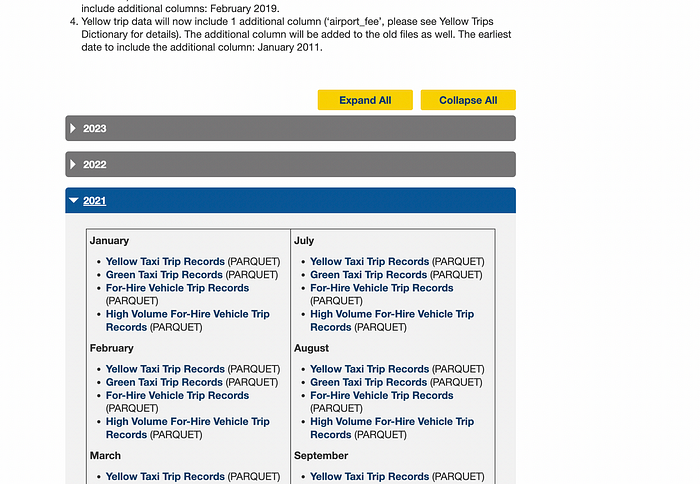 include additional columns: February 2019.
4. Yellow trip data will now include 1 additional column ('airport_fee', please see Yellow Trips
Dictionary for details). The additional column will be added to the old files as well. The earliest
date to include the additional column: January 2011.
Expand All
Collapse All
2023
2022
2021
January
• Yellow Taxi Trip Records (PARQUET)
• Green Taxi Trip Records (PARQUET)
• For-Hire Vehicle Trip Records
(PARQUET)
• High Volume For-Hire Vehicle Trip
Records (PARQUET)
February
• Yellow Taxi Trip Records (PARQUET)
• Green Taxi Trip Records (PARQUET)
• For-Hire Vehicle Trip Records
(PARQUET)
• High Volume For-Hire Vehicle Trip
Records (PARQUET)
March
• Yellow Taxi Trip Records (PARQUET)
July
• Yellow Taxi Trip Records (PARQUET)
• Green Taxi Trip Records (PARQUET)
• For-Hire Vehicle Trip Records
(PARQUET)
• High Volume For-Hire Vehicle Trip
Records (PARQUET)
August
• Yellow Taxi Trip Records (PARQUET)
• Green Taxi Trip Records (PARQUET)
• For-Hire Vehicle Trip Records
(PARQUET)
• High Volume For-Hire Vehicle Trip
Records (PARQUET)
September
• Yellow Taxi Trip Records (PARQUET)